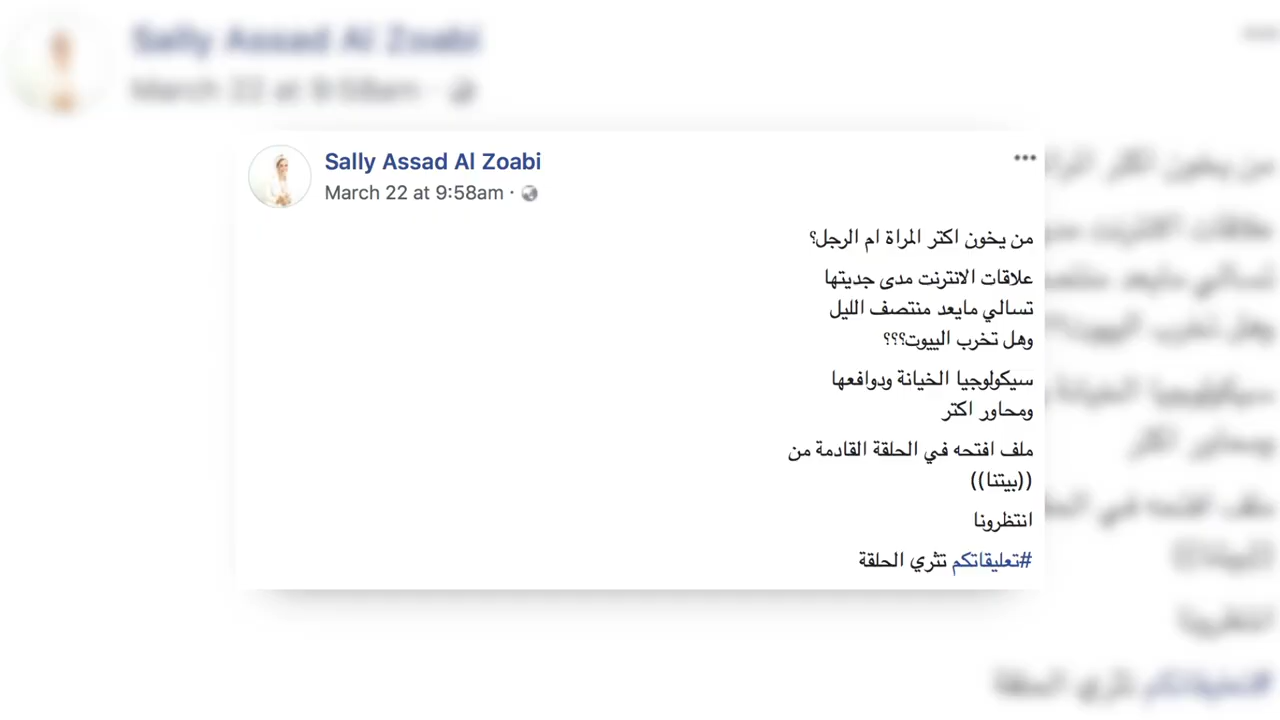 Sally Assad Al Zoabi
March 22 at 9:58am ·
من يخون اكتر المراة ام الرجل؟
علاقات الانترنت مدى جديتها
تسالي مايعد منتصف الليل
وهل تخرب البيوت؟؟؟
سيكولوجيا الخيانة ودوافعها
ومحاور اكتر
ملف افتحه في الحلقة القادمة من
((بيتنا))
انتظرونا
#تعليقاتكم تثري الحلقة